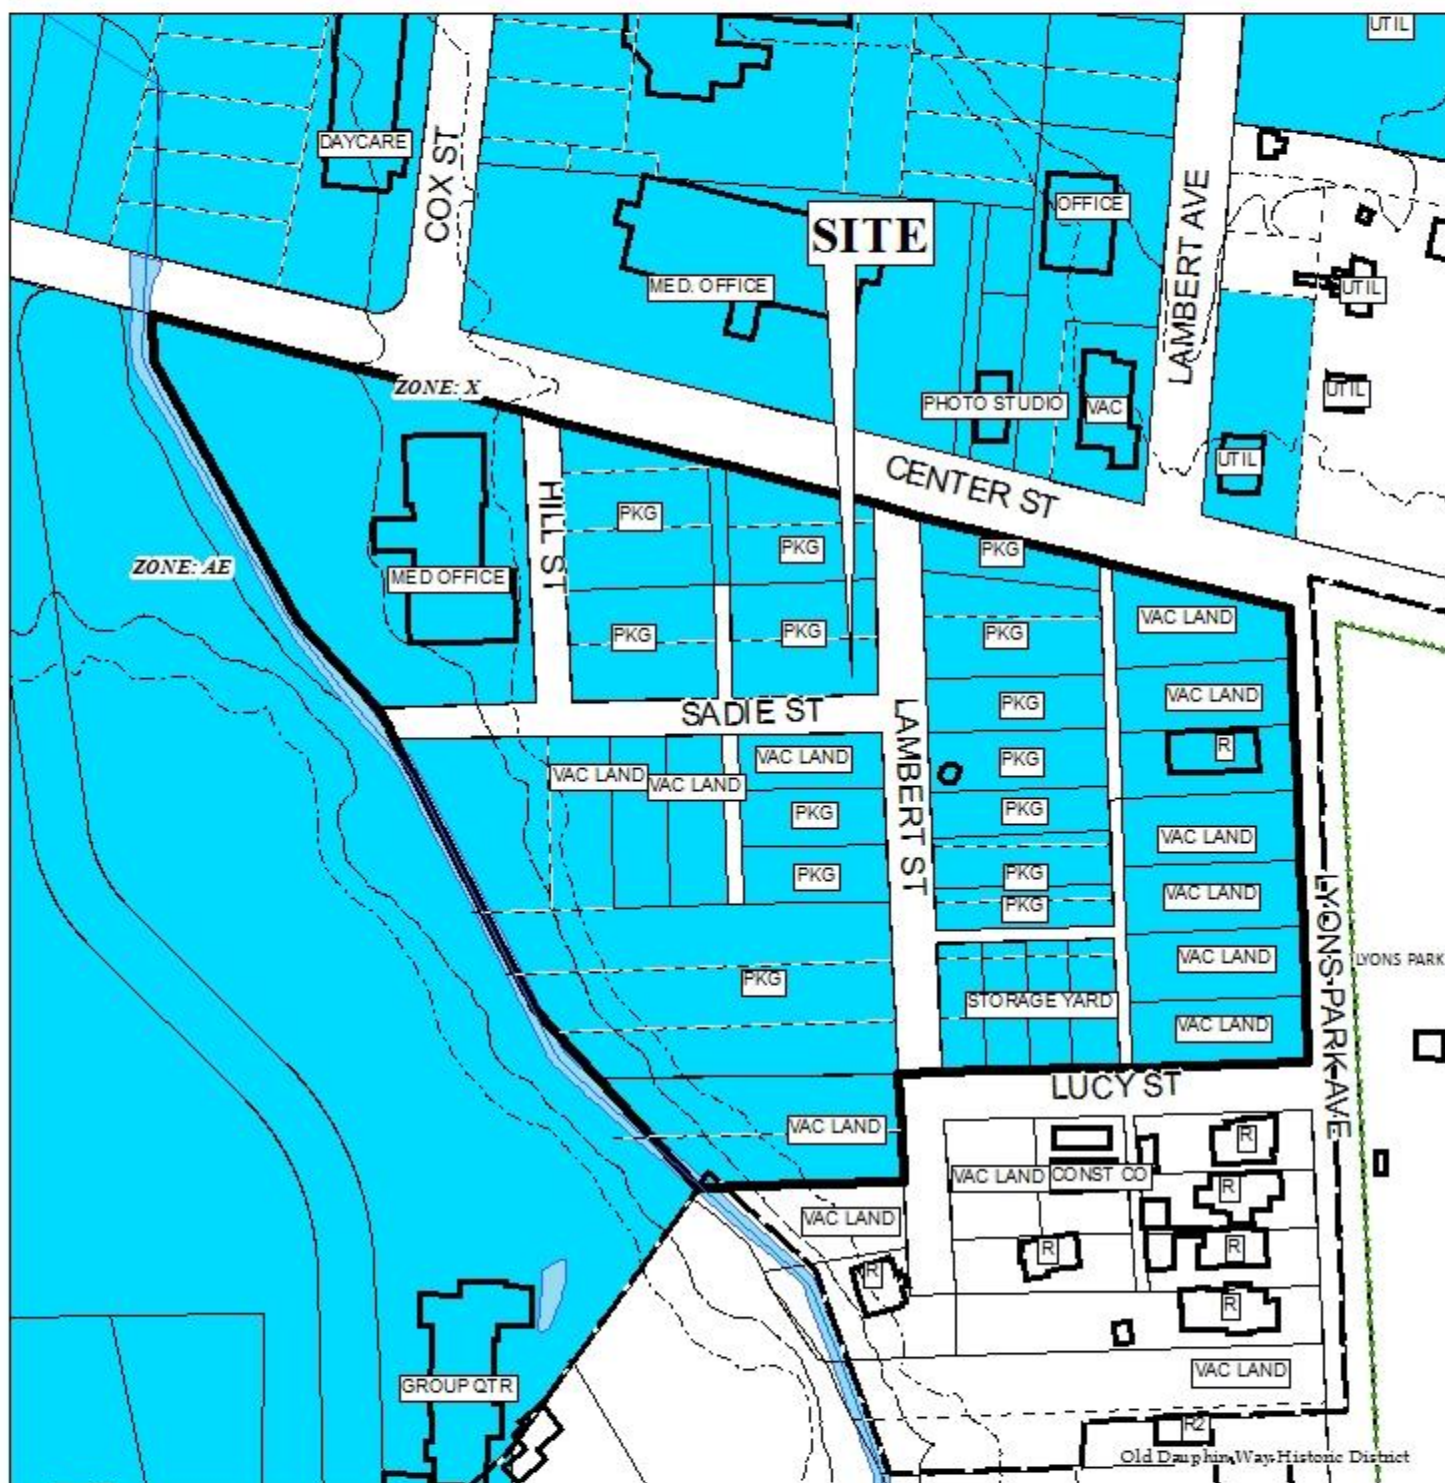 UTIL
DAYCARE
COX ST
OFFICE
LAMBERT AVE
SITE
MED. OFFICE
UTIL
ZONE: X
PHOTO STUDIO
VAC
UTIL
UTIL
CENTER ST
HILL ST
PKG
PKG
PKG
ZONE: AE
MED OFFICE
VAC LAND
PKG
PKG
PKG
VAC LAND
PKG
SADIE ST
LAMBERT ST
R
VAC LAND
VAC LAND
VAC LAND
PKG
PKG
PKG
VAC LAND
PKG
PKG
VAC LAND
PKG
LYONS PARK AVE
VAC LAND
LYONS PARK
PKG
STORAGE YARD
VAC LAND
LUCY ST
VAC LAND
R
VAC LAND
CONST CO
R
VAC LAND
R
R
R
R
VAC LAND
GROUP QTR
R2
Old Dauphin Way Historic District